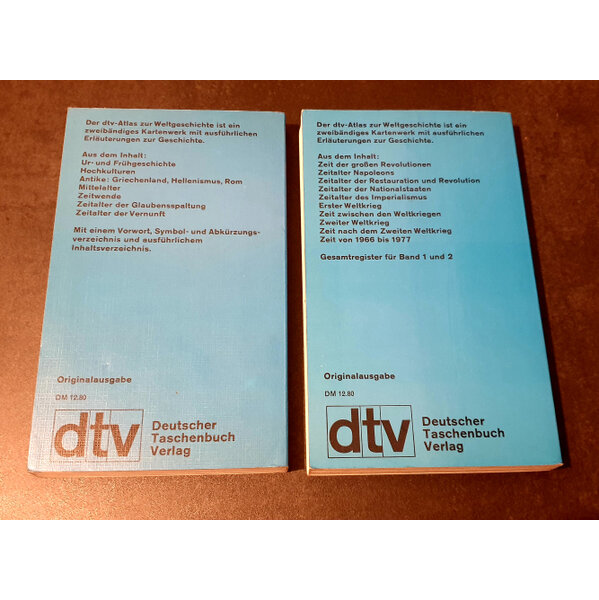 Der dtv-Atlas zur Weltgeschichte ist ein
zweibändiges Kartenwerk mit ausführlichen
Erläuterungen zur Geschichte.
Aus dem Inhalt:
Ur- und Frühgeschichte
Hochkulturen
Antike: Griechenland, Hellenismus, Rom
Mittelalter
Zeitwende
Zeitalter der Glaubensspaltung
Zeitalter der Vernunft
Mit einem Vorwort, Symbol- und Abkürzungs-
verzeichnis und ausführlichem
Inhaltsverzeichnis.
Originalausgabe
DM 12.80
dtv
Deutscher
Taschenbuch
Verlag
Der dtv-Atlas zur Weltgeschichte ist ein
zweibändiges Kartenwerk mit ausführlichen
Erläuterungen zur Geschichte.
Aus dem Inhalt:
Zeit der großen Revolutionen
Zeitalter Napoleons
Zeitalter der Restauration und Revolution
Zeitalter der Nationalstaaten
Zeitalter des Imperialismus
Erster Weltkrieg
Zeit zwischen den Weltkriegen
Zweiter Weltkrieg
Zeit nach dem Zweiten Weltkrieg
Zeit von 1966 bis 1977
Gesamtregister für Band 1 und 2
Originalausgabe
DM 12.80
dtv
Deutscher
Taschenbuch
Verlag